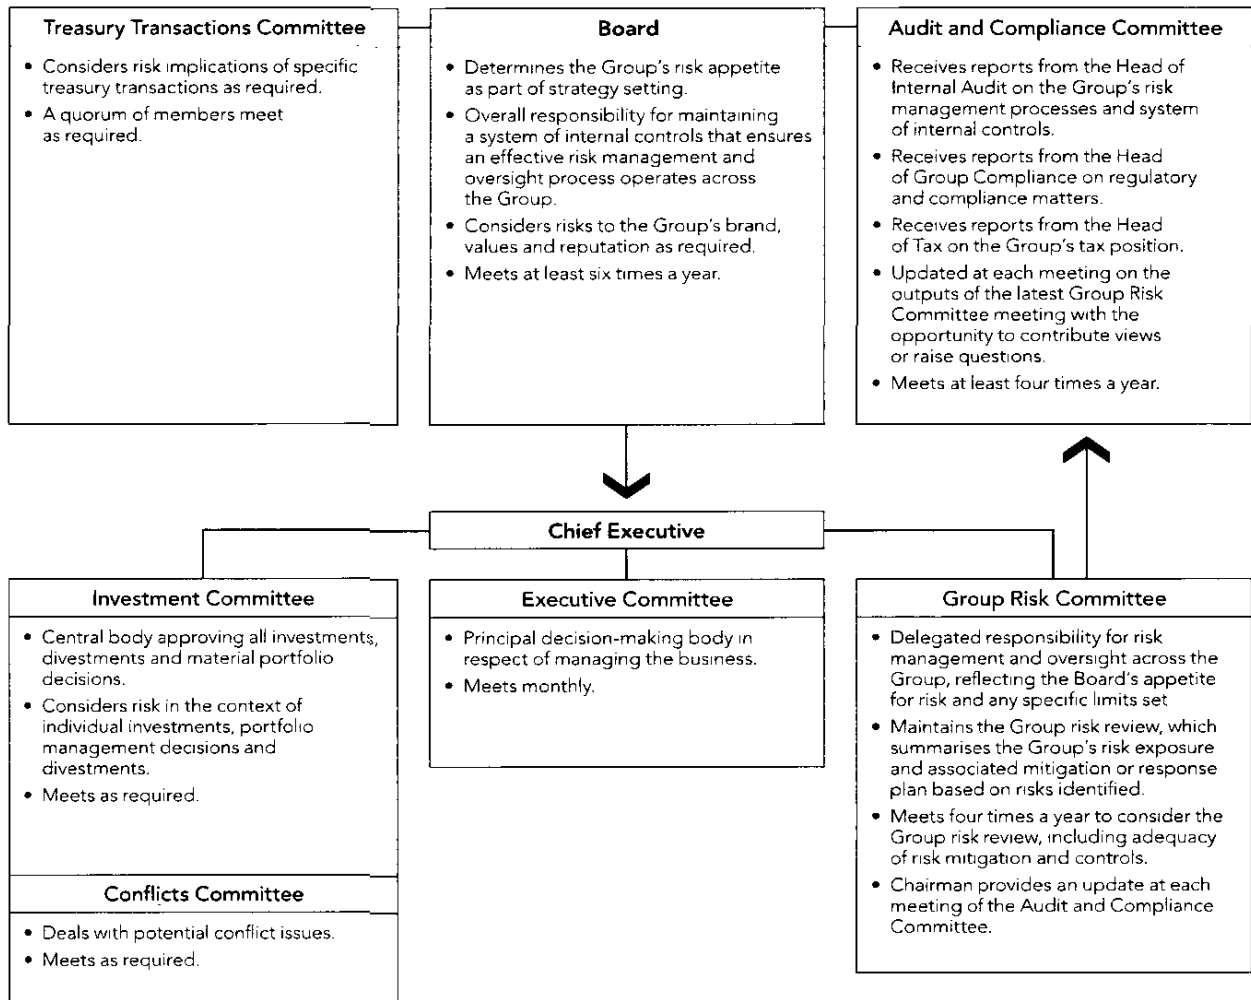 Treasury Transactions Committee
• Considers risk implications of specific
treasury transactions as required.
• A quorum of members meet
as required.
Board
• Determines the Group's risk appetite
as part of strategy setting.
• Overall responsibility for maintaining
a system of internal controls that ensures
an effective risk management and
oversight process operates across
the Group.
• Considers risks to the Group's brand,
values and reputation as required.
• Meets at least six times a year.
Audit and Compliance Committee
• Receives reports from the Head of
Internal Audit on the Group's risk
management processes and system
of internal controls.
• Receives reports from the Head
of Group Compliance on regulatory
and compliance matters.
• Receives reports from the Head
of Tax on the Group's tax position.
• Updated at each meeting on the
outputs of the latest Group Risk
Committee meeting with the
opportunity to contribute views
or raise questions.
• Meets at least four times a year.
Chief Executive
Investment Committee
• Central body approving all investments,
divestments and material portfolio
decisions.
• Considers risk in the context of
individual investments, portfolio
management decisions and
divestments.
• Meets as required.
Conflicts Committee
• Deals with potential conflict issues.
• Meets as required.
Executive Committee
• Principal decision-making body in
respect of managing the business.
• Meets monthly.
Group Risk Committee
• Delegated responsibility for risk
management and oversight across the
Group, reflecting the Board's appetite
for risk and any specific limits set
• Maintains the Group risk review, which
summarises the Group's risk exposure
and associated mitigation or response
plan based on risks identified.
• Meets four times a year to consider the
Group risk review, including adequacy
of risk mitigation and controls.
• Chairman provides an update at each
meeting of the Audit and Compliance
Committee.